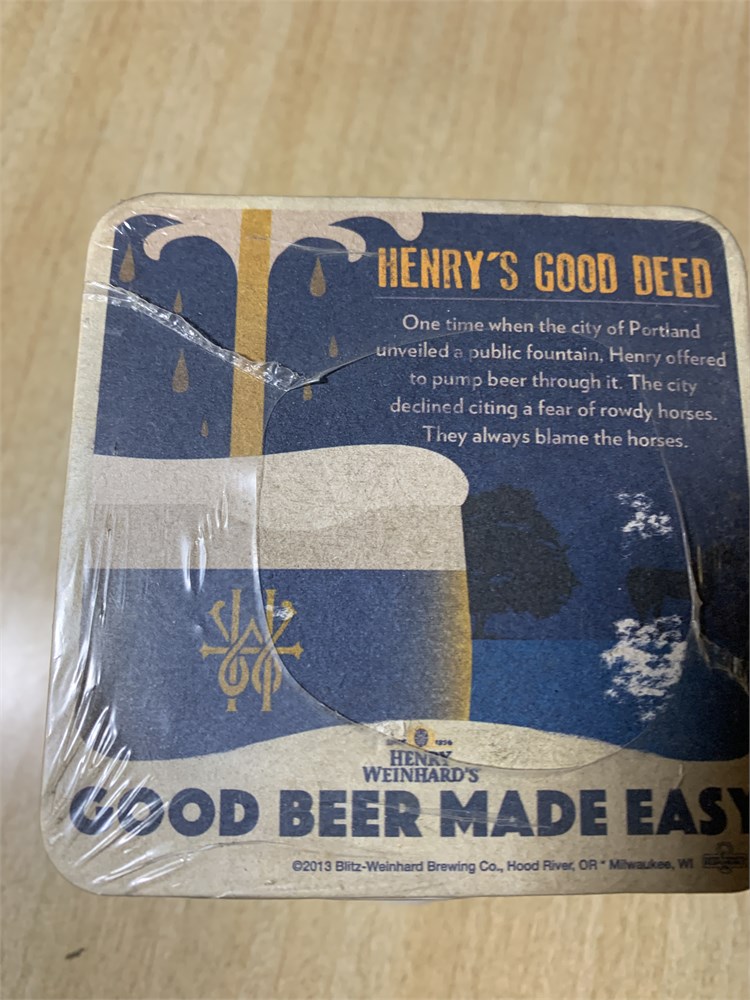 HENRY'S GOOD DEED
One time when the city of Portland
unveiled a public fountain, Henry offered
to pump beer through it. The city
declined citing a fear of rowdy horses.
They always blame the horses.
HENRY
WEINHARD'S
GOOD BEER MADE EASY
©2013 Blitz-Weinhard Brewing Co., Hood River, OR * Milwaukee, WI